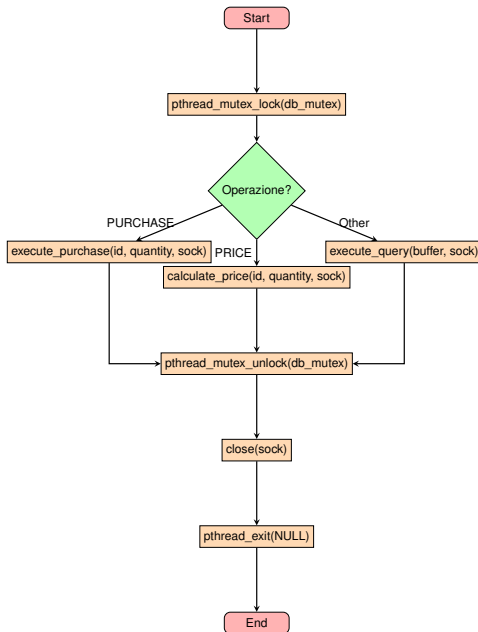 Start
pthread_mutex_lock(db_mutex)
Operazione?
PURCHASE
PRICE
Other
execute_purchase(id, quantity, sock)
calculate_price(id, quantity, sock)
execute_query(buffer, sock)
pthread_mutex_unlock(db_mutex)
close(sock)
pthread_exit(NULL)
End